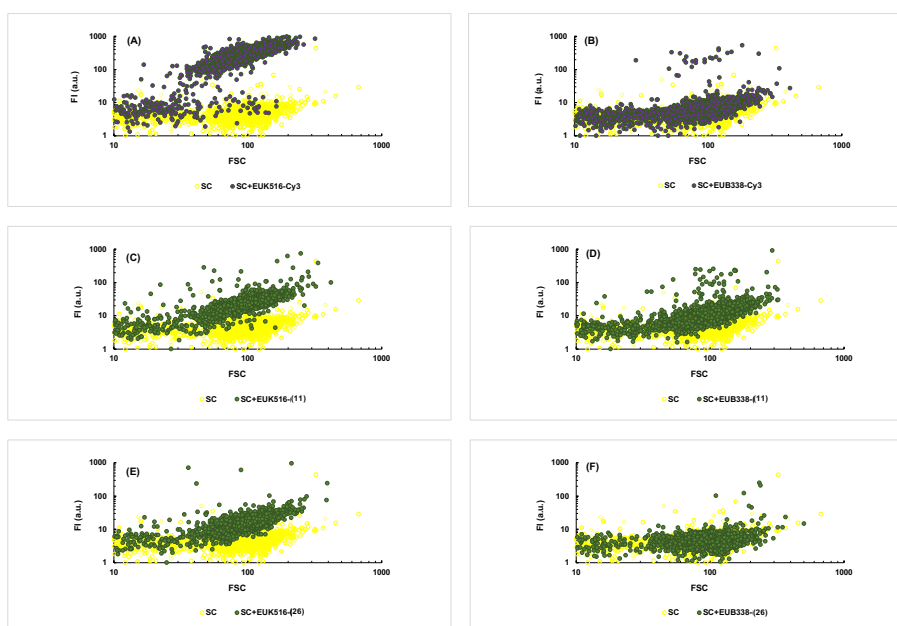 (A)
1000
100
10
1
FI (a.u.)
10 100 1000
FSC
SC SC+EUK516-Cy3
(B)
1000
100
10
1
FI (a.u.)
10 100 1000
FSC
SC SC+EUB338-Cy3
(C)
1000
100
10
1
FI (a.u.)
10 100 1000
FSC
SC SC+EUK516-(11)
(D)
1000
100
10
1
FI (a.u.)
10 100 1000
FSC
SC SC+EUB338-(11)
(E)
1000
100
10
1
FI (a.u.)
10 100 1000
FSC
SC SC+EUK516-(26)
(F)
1000
100
10
1
FI (a.u.)
10 100 1000
FSC
SC SC+EUB338-(26)